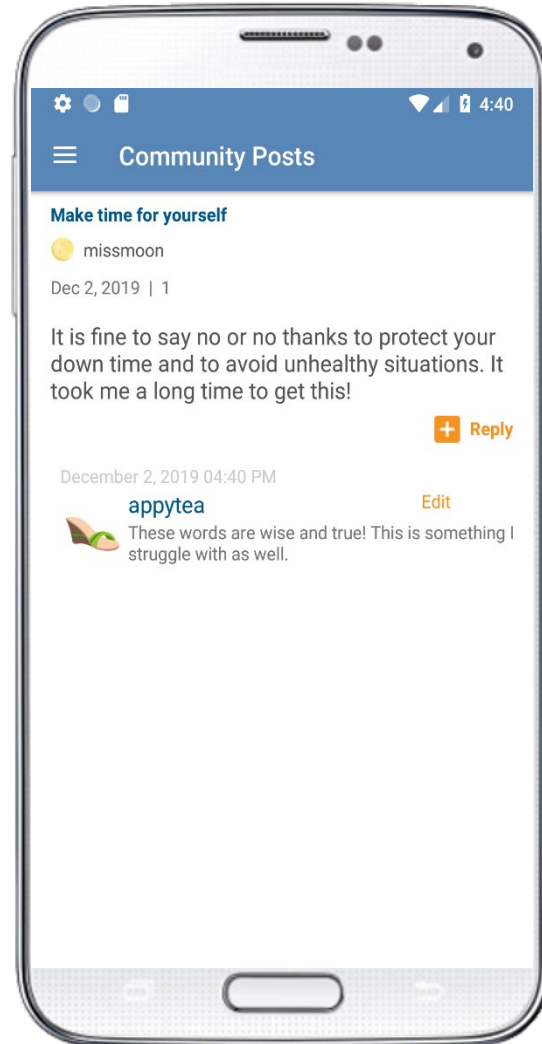 4:40
Community Posts
Make time for yourself
missmoon
Dec 2, 2019 | 1
It is fine to say no or no thanks to protect your
down time and to avoid unhealthy situations. It
took me a long time to get this!
+ Reply
December 2, 2019 04:40 PM
appytea
Edit
These words are wise and true! This is something I
struggle with as well.